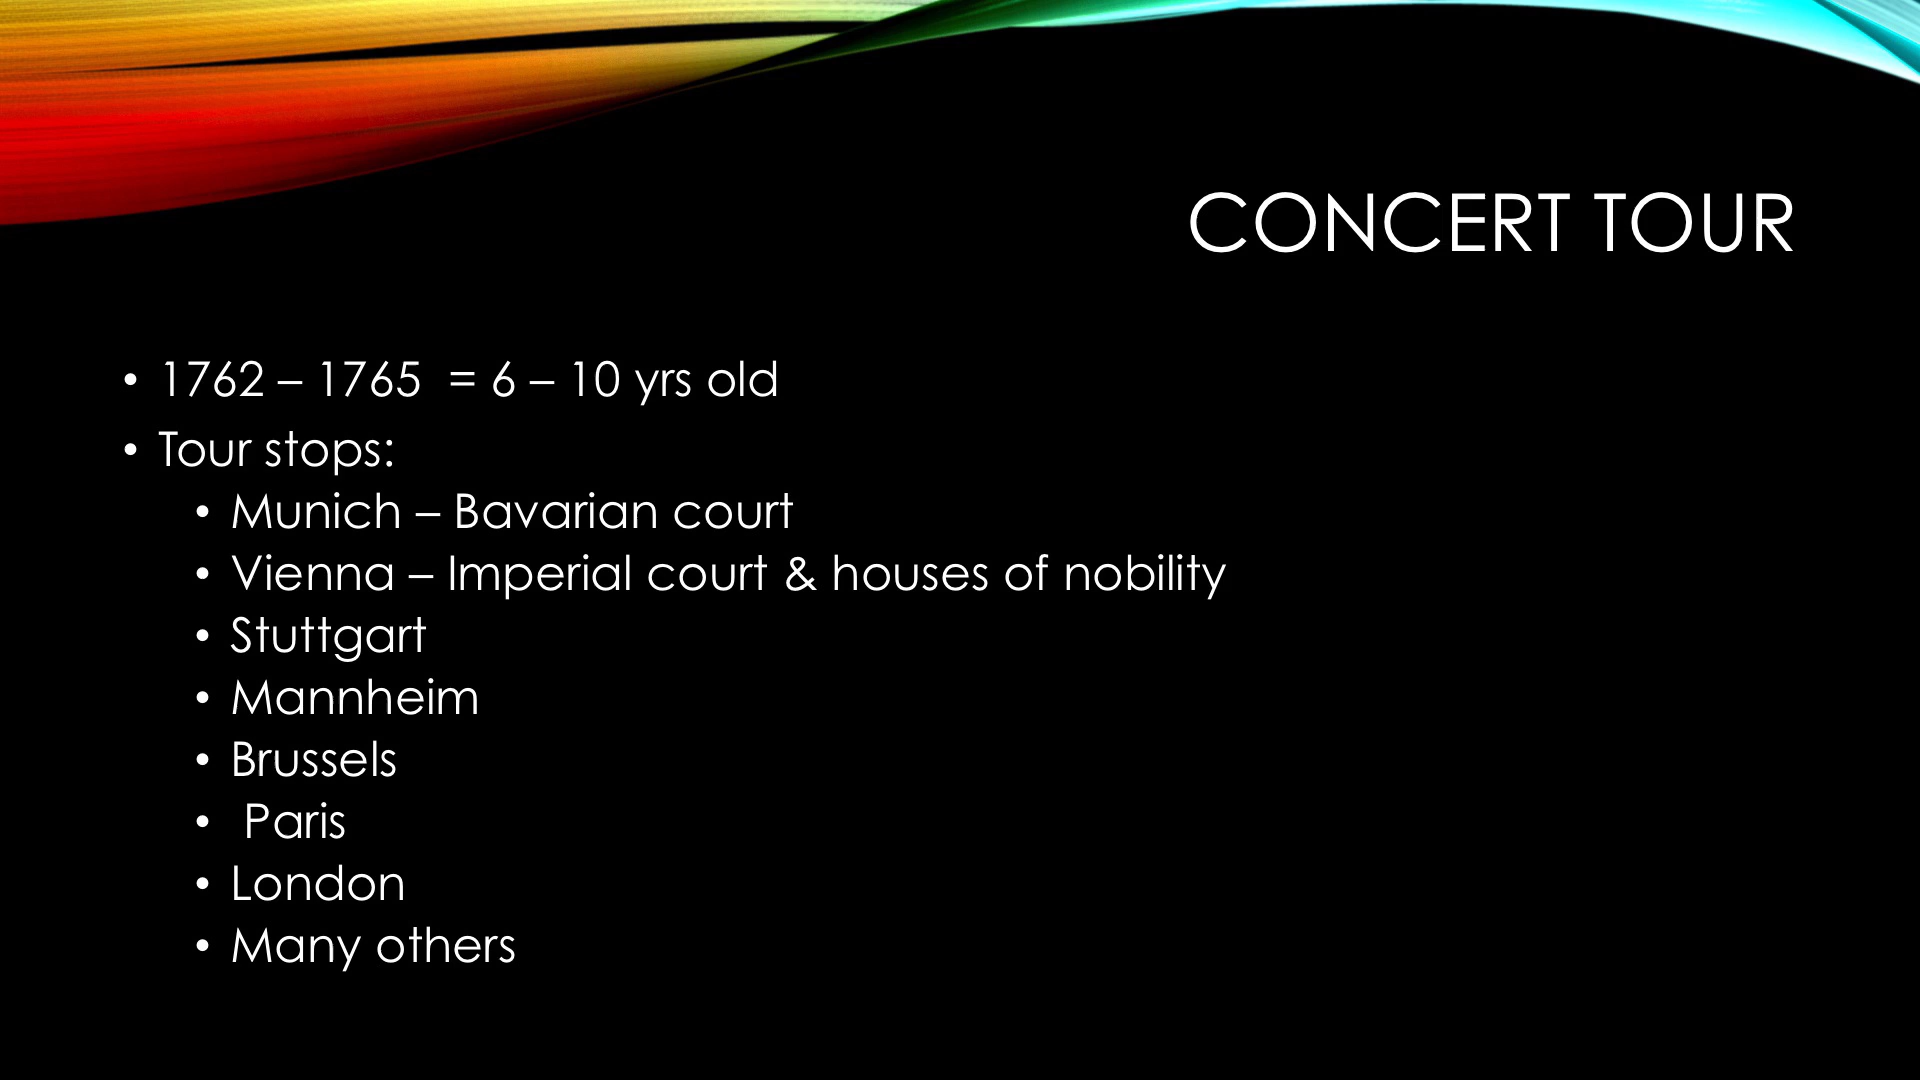 CONCERT TOUR
• 1762 – 1765  = 6 – 10 yrs old
• Tour stops:
• Munich – Bavarian court
• Vienna – Imperial court & houses of nobility
• Stuttgart
• Mannheim
• Brussels
•  Paris
• London
• Many others